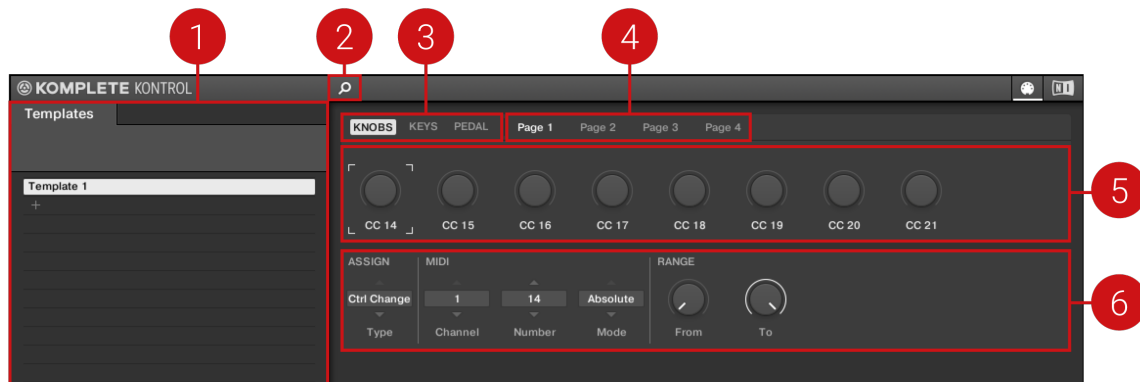 1 2 3 4
KOMPLETE KONTROL
Templates
KNOBS KEYS PEDAL Page 1 Page 2 Page 3 Page 4
Template 1
+
CC 14 CC 15 CC 16 CC 17 CC 18 CC 19 CC 20 CC 21
5
ASSIGN MIDI RANGE
Ctrl Change 1 14 Absolute
Type Channel Number Mode From To
6